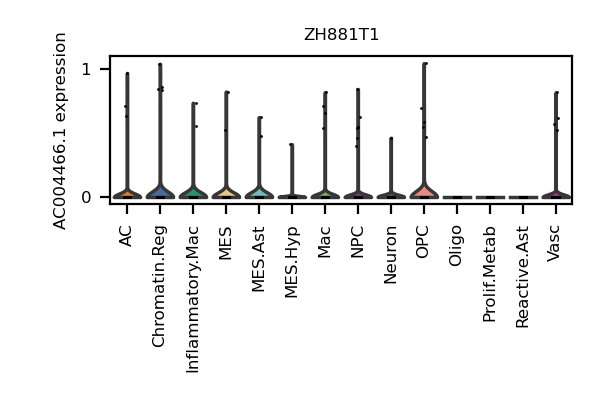 ZH881T1
AC004466.1 expression
1
0
AC
Chromatin.Reg
Inflammatory.Mac
MES
MES.Ast
MES.Hyp
Mac
NPC
Neuron
OPC
Oligo
Prolif.Metab
Reactive.Ast
Vasc